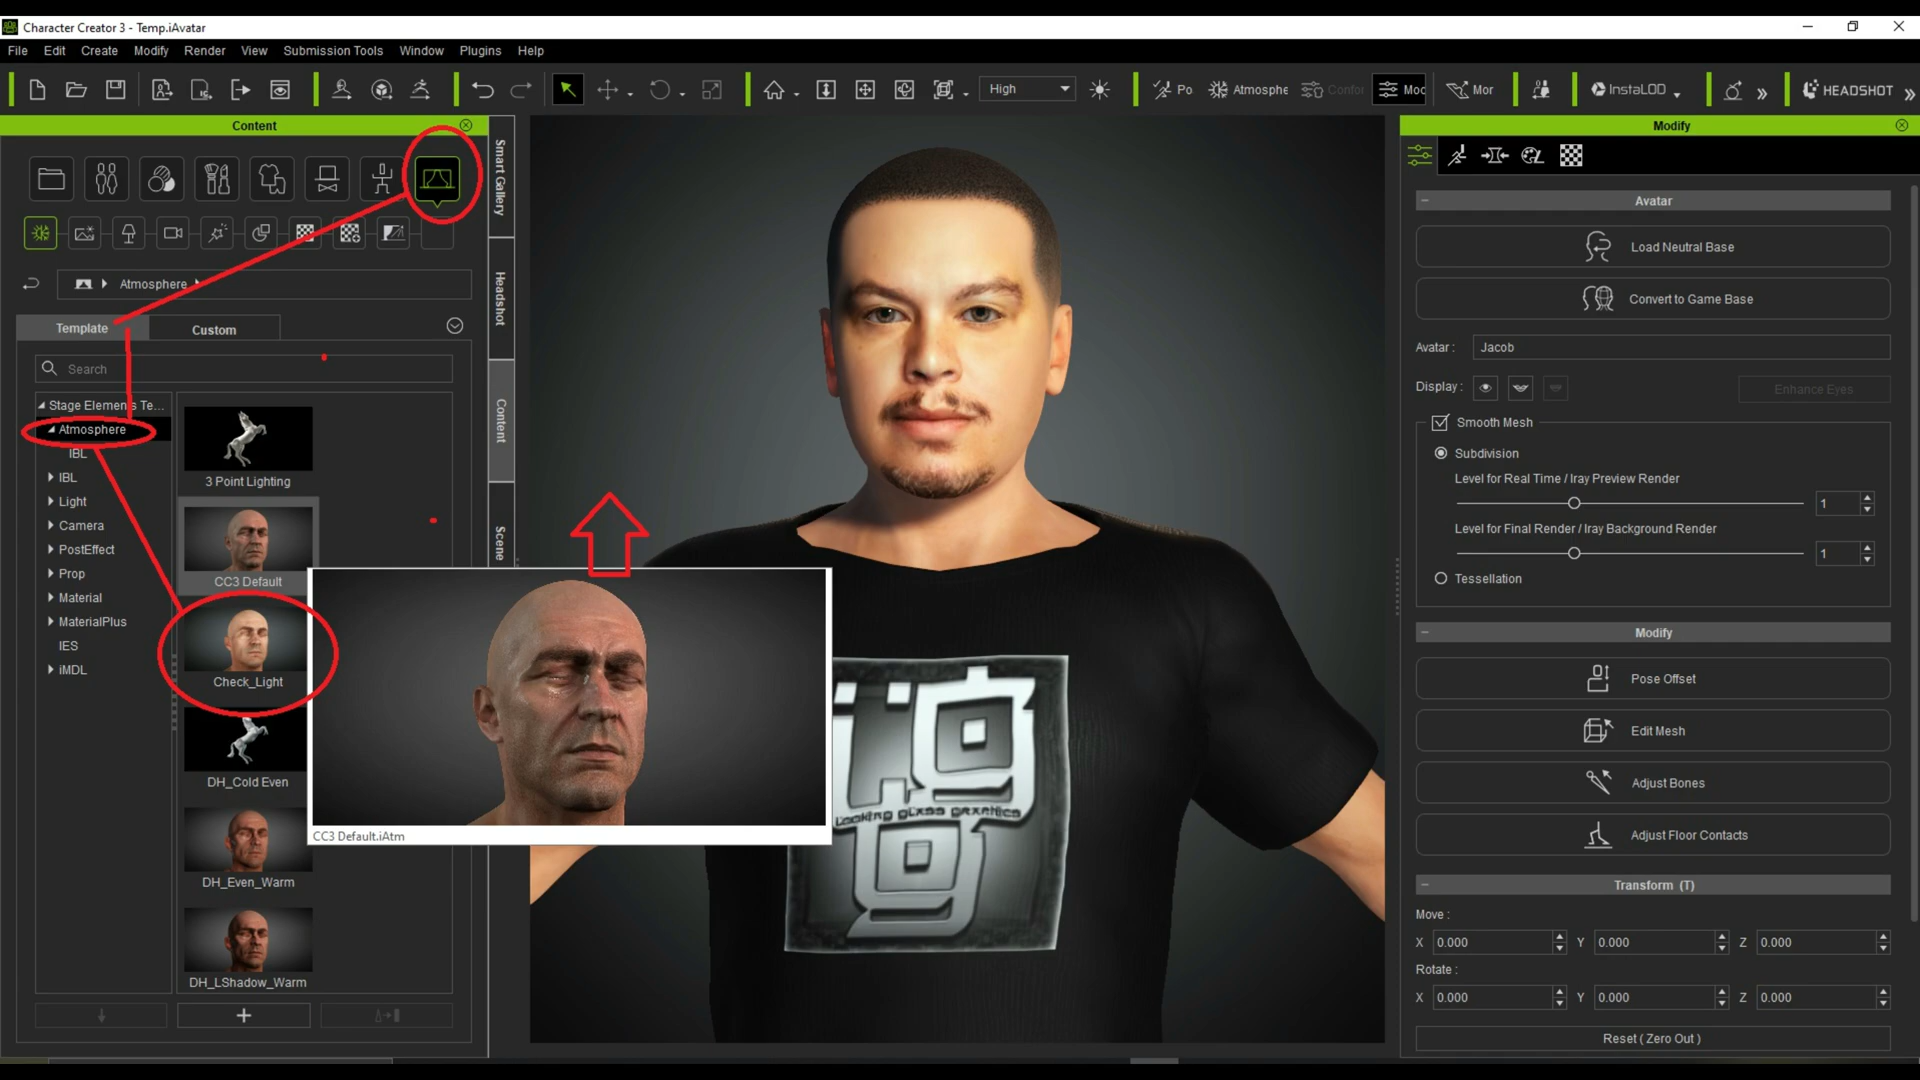 Character Creator 3 - Temp.iAvatar
File Edit Create Modify Render View Submission Tools Window Plugins Help
High
Po
Atmosphe
Confor
Mod
Mor
InstaLOD
HEADSHOT
Content
Smart Gallery
Headshot
Content
Scene
Atmosphere
Template
Custom
Search
Stage Elements Te...
Atmosphere
IBL
IBL
Light
Camera
PostEffect
Prop
Material
MaterialPlus
IES
iMDL
3 Point Lighting
CC3 Default
Check_Light
DH_Cold Even
DH_Even_Warm
DH_LShadow_Warm
CC3 Default.iAtm
Looking glass graphics
Modify
Avatar
Load Neutral Base
Convert to Game Base
Avatar : Jacob
Display :
Enhance Eyes
Smooth Mesh
Subdivision
Level for Real Time / Iray Preview Render
1
Level for Final Render / Iray Background Render
1
Tessellation
Modify
Pose Offset
Edit Mesh
Adjust Bones
Adjust Floor Contacts
Transform (T)
Move :
X 0.000 Y 0.000 Z 0.000
Rotate :
X 0.000 Y 0.000 Z 0.000
Reset ( Zero Out )